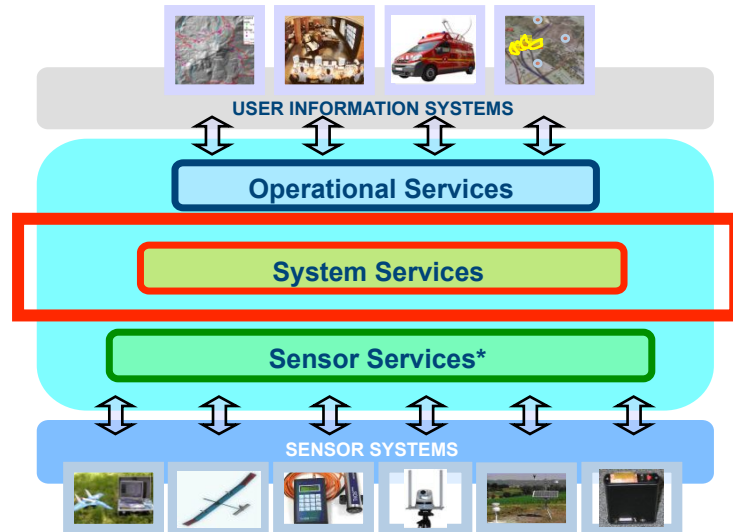 USER INFORMATION SYSTEMS
Operational Services
System Services
Sensor Services*
SENSOR SYSTEMS